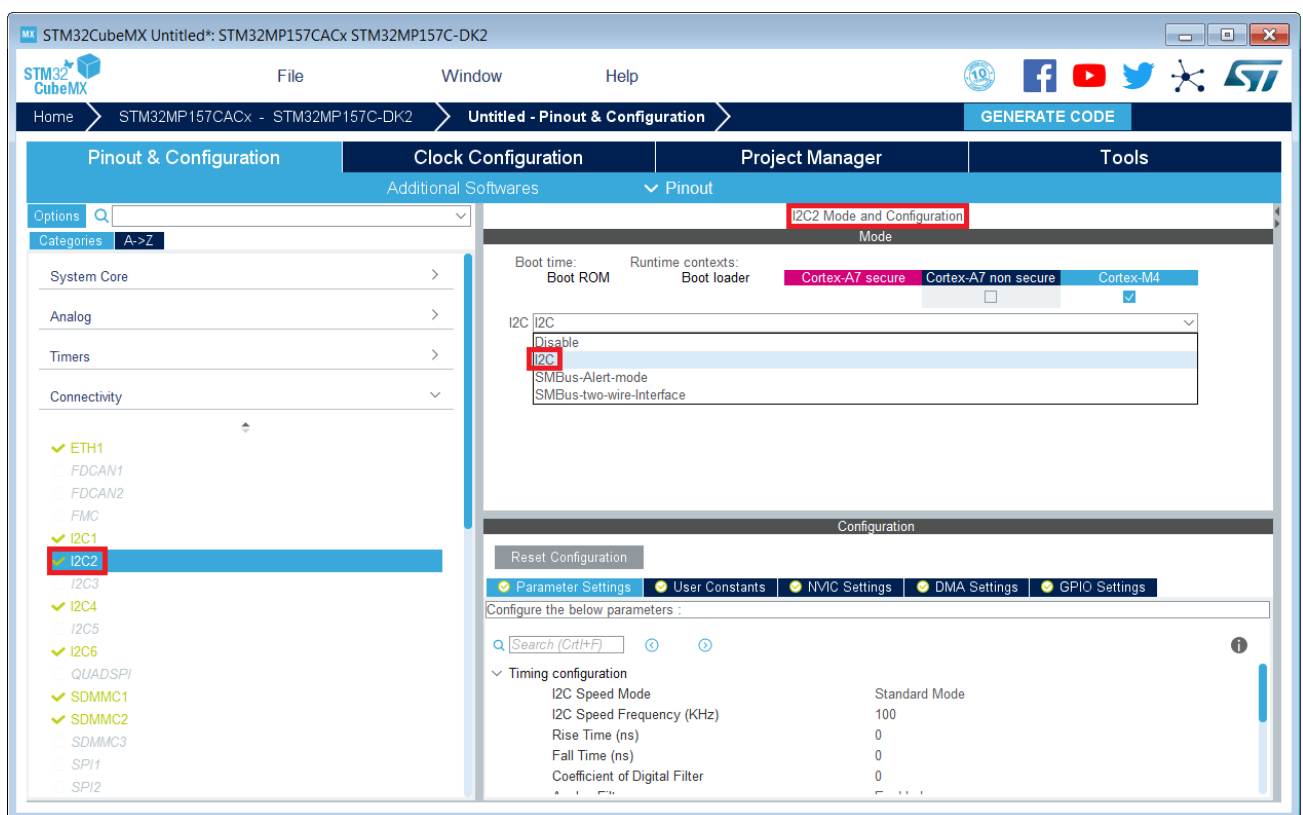 MX STM32CubeMX Untitled*: STM32MP157CACx STM32MP157C-DK2
STM32 CubeMX File Window Help 10 ST
Home STM32MP157CACx - STM32MP157C-DK2 Untitled - Pinout & Configuration GENERATE CODE
Pinout & Configuration Clock Configuration Project Manager Tools
Additional Softwares Pinout
Options
Categories A->Z
System Core
Analog
Timers
Connectivity
ETH1
FDCAN1
FDCAN2
FMC
I2C1
I2C2
I2C3
I2C4
I2C5
I2C6
QUADSPI
SDMMC1
SDMMC2
SDMMC3
SPI1
SPI2
I2C2 Mode and Configuration
Mode
Boot time: Runtime contexts:
Boot ROM Boot loader Cortex-A7 secure Cortex-A7 non secure Cortex-M4
I2C I2C
Disable
I2C
SMBus-Alert-mode
SMBus-two-wire-Interface
Configuration
Reset Configuration
Parameter Settings User Constants NVIC Settings DMA Settings GPIO Settings
Configure the below parameters :
Search (Crtl+F)
Timing configuration
I2C Speed Mode Standard Mode
I2C Speed Frequency (KHz) 100
Rise Time (ns) 0
Fall Time (ns) 0
Coefficient of Digital Filter 0